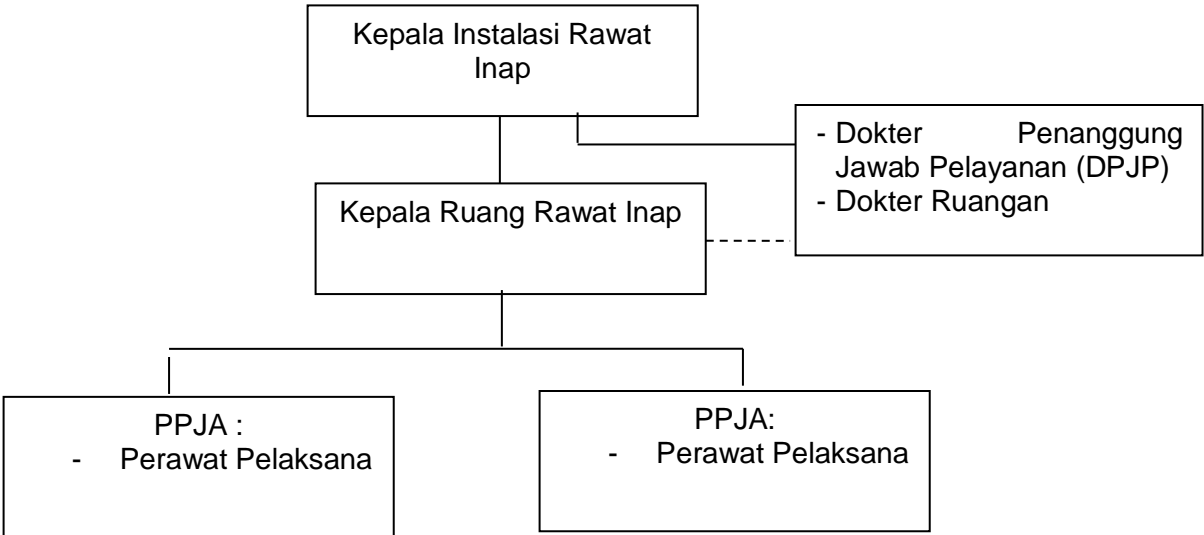 Kepala Instalasi Rawat
Inap
- Dokter Penanggung
Jawab Pelayanan (DPJP)
- Dokter Ruangan
Kepala Ruang Rawat Inap
PPJA :
- Perawat Pelaksana
PPJA:
- Perawat Pelaksana